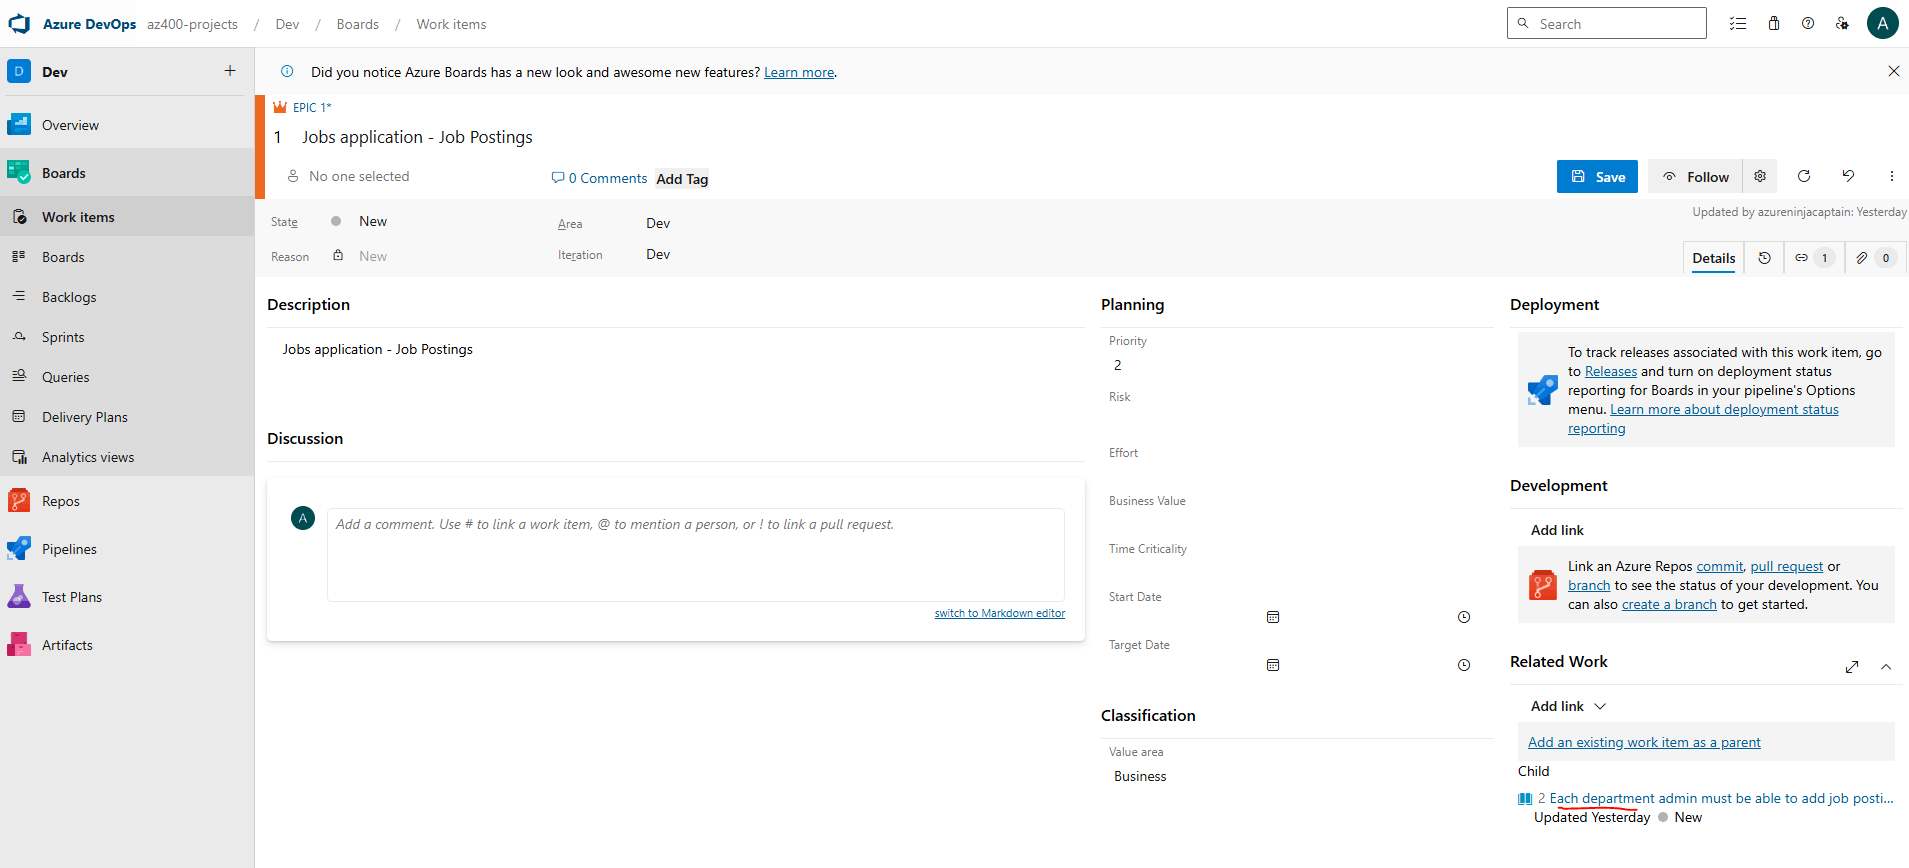 Azure DevOps az400-projects / Dev / Boards / Work items
Search
A
D Dev
Overview
Boards
Work items
Boards
Backlogs
Sprints
Queries
Delivery Plans
Analytics views
Repos
Pipelines
Test Plans
Artifacts
Did you notice Azure Boards has a new look and awesome new features? Learn more.
EPIC 1*
1 Jobs application - Job Postings
No one selected
0 Comments
Add Tag
Save
Follow
State New
Area Dev
Reason New
Iteration Dev
Updated by azureninjacaptain: Yesterday
Details
1
0
Description
Jobs application - Job Postings
Discussion
A
Add a comment. Use # to link a work item, @ to mention a person, or ! to link a pull request.
switch to Markdown editor
Planning
Priority
2
Risk
Effort
Business Value
Time Criticality
Start Date
Target Date
Classification
Value area
Business
Deployment
To track releases associated with this work item, go
to Releases and turn on deployment status
reporting for Boards in your pipeline's Options
menu. Learn more about deployment status
reporting
Development
Add link
Link an Azure Repos commit, pull request or
branch to see the status of your development. You
can also create a branch to get started.
Related Work
Add link
Add an existing work item as a parent
Child
2 Each department admin must be able to add job posti...
Updated Yesterday New